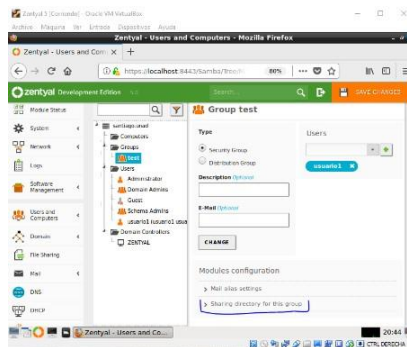 Zentyal 5 [Corriendo] - Oracle VM VirtualBox
Archivo Máquina Ver Entrada Dispositivos Ayuda
Zentyal - Users and Computers - Mozilla Firefox
Zentyal - Users and Com
https://localhost:8443/Samba/Tree
80%
zentyal Development Edition
Search...
SAVE CHANGES
Module Status
System
Network
Logs
Software Management
Users and Computers
Domain
File Sharing
Mail
DNS
DHCP
Computers
Groups
test
Users
Administrator
Domain Admins
Guest
Schema Admins
usuario1 usuario1 usua
Domain Controllers
ZENTYAL
Group test
Type
Security Group
Distribution Group
Description Optional
E-Mail Optional
CHANGE
Users
usuario1
Modules configuration
Mail alias settings
Sharing directory for this group
Zentyal - Users and Co...
20:44
CTRL DERECHA